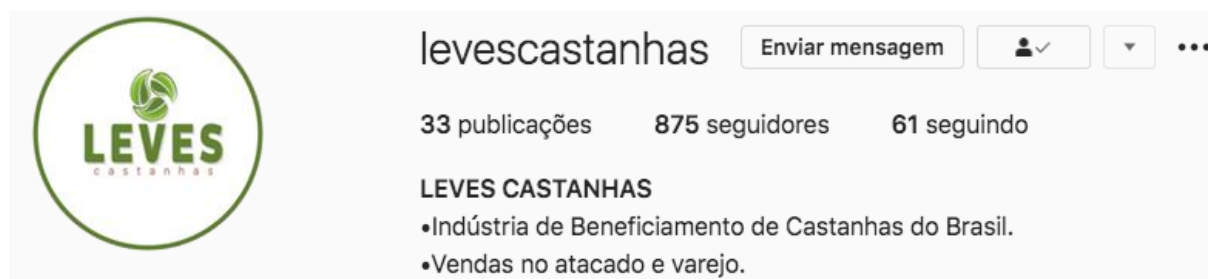 LEVES
castanhas
levescastanhas Enviar mensagem
33 publicações 875 seguidores 61 seguindo
LEVES CASTANHAS
•Indústria de Beneficiamento de Castanhas do Brasil.
•Vendas no atacado e varejo.